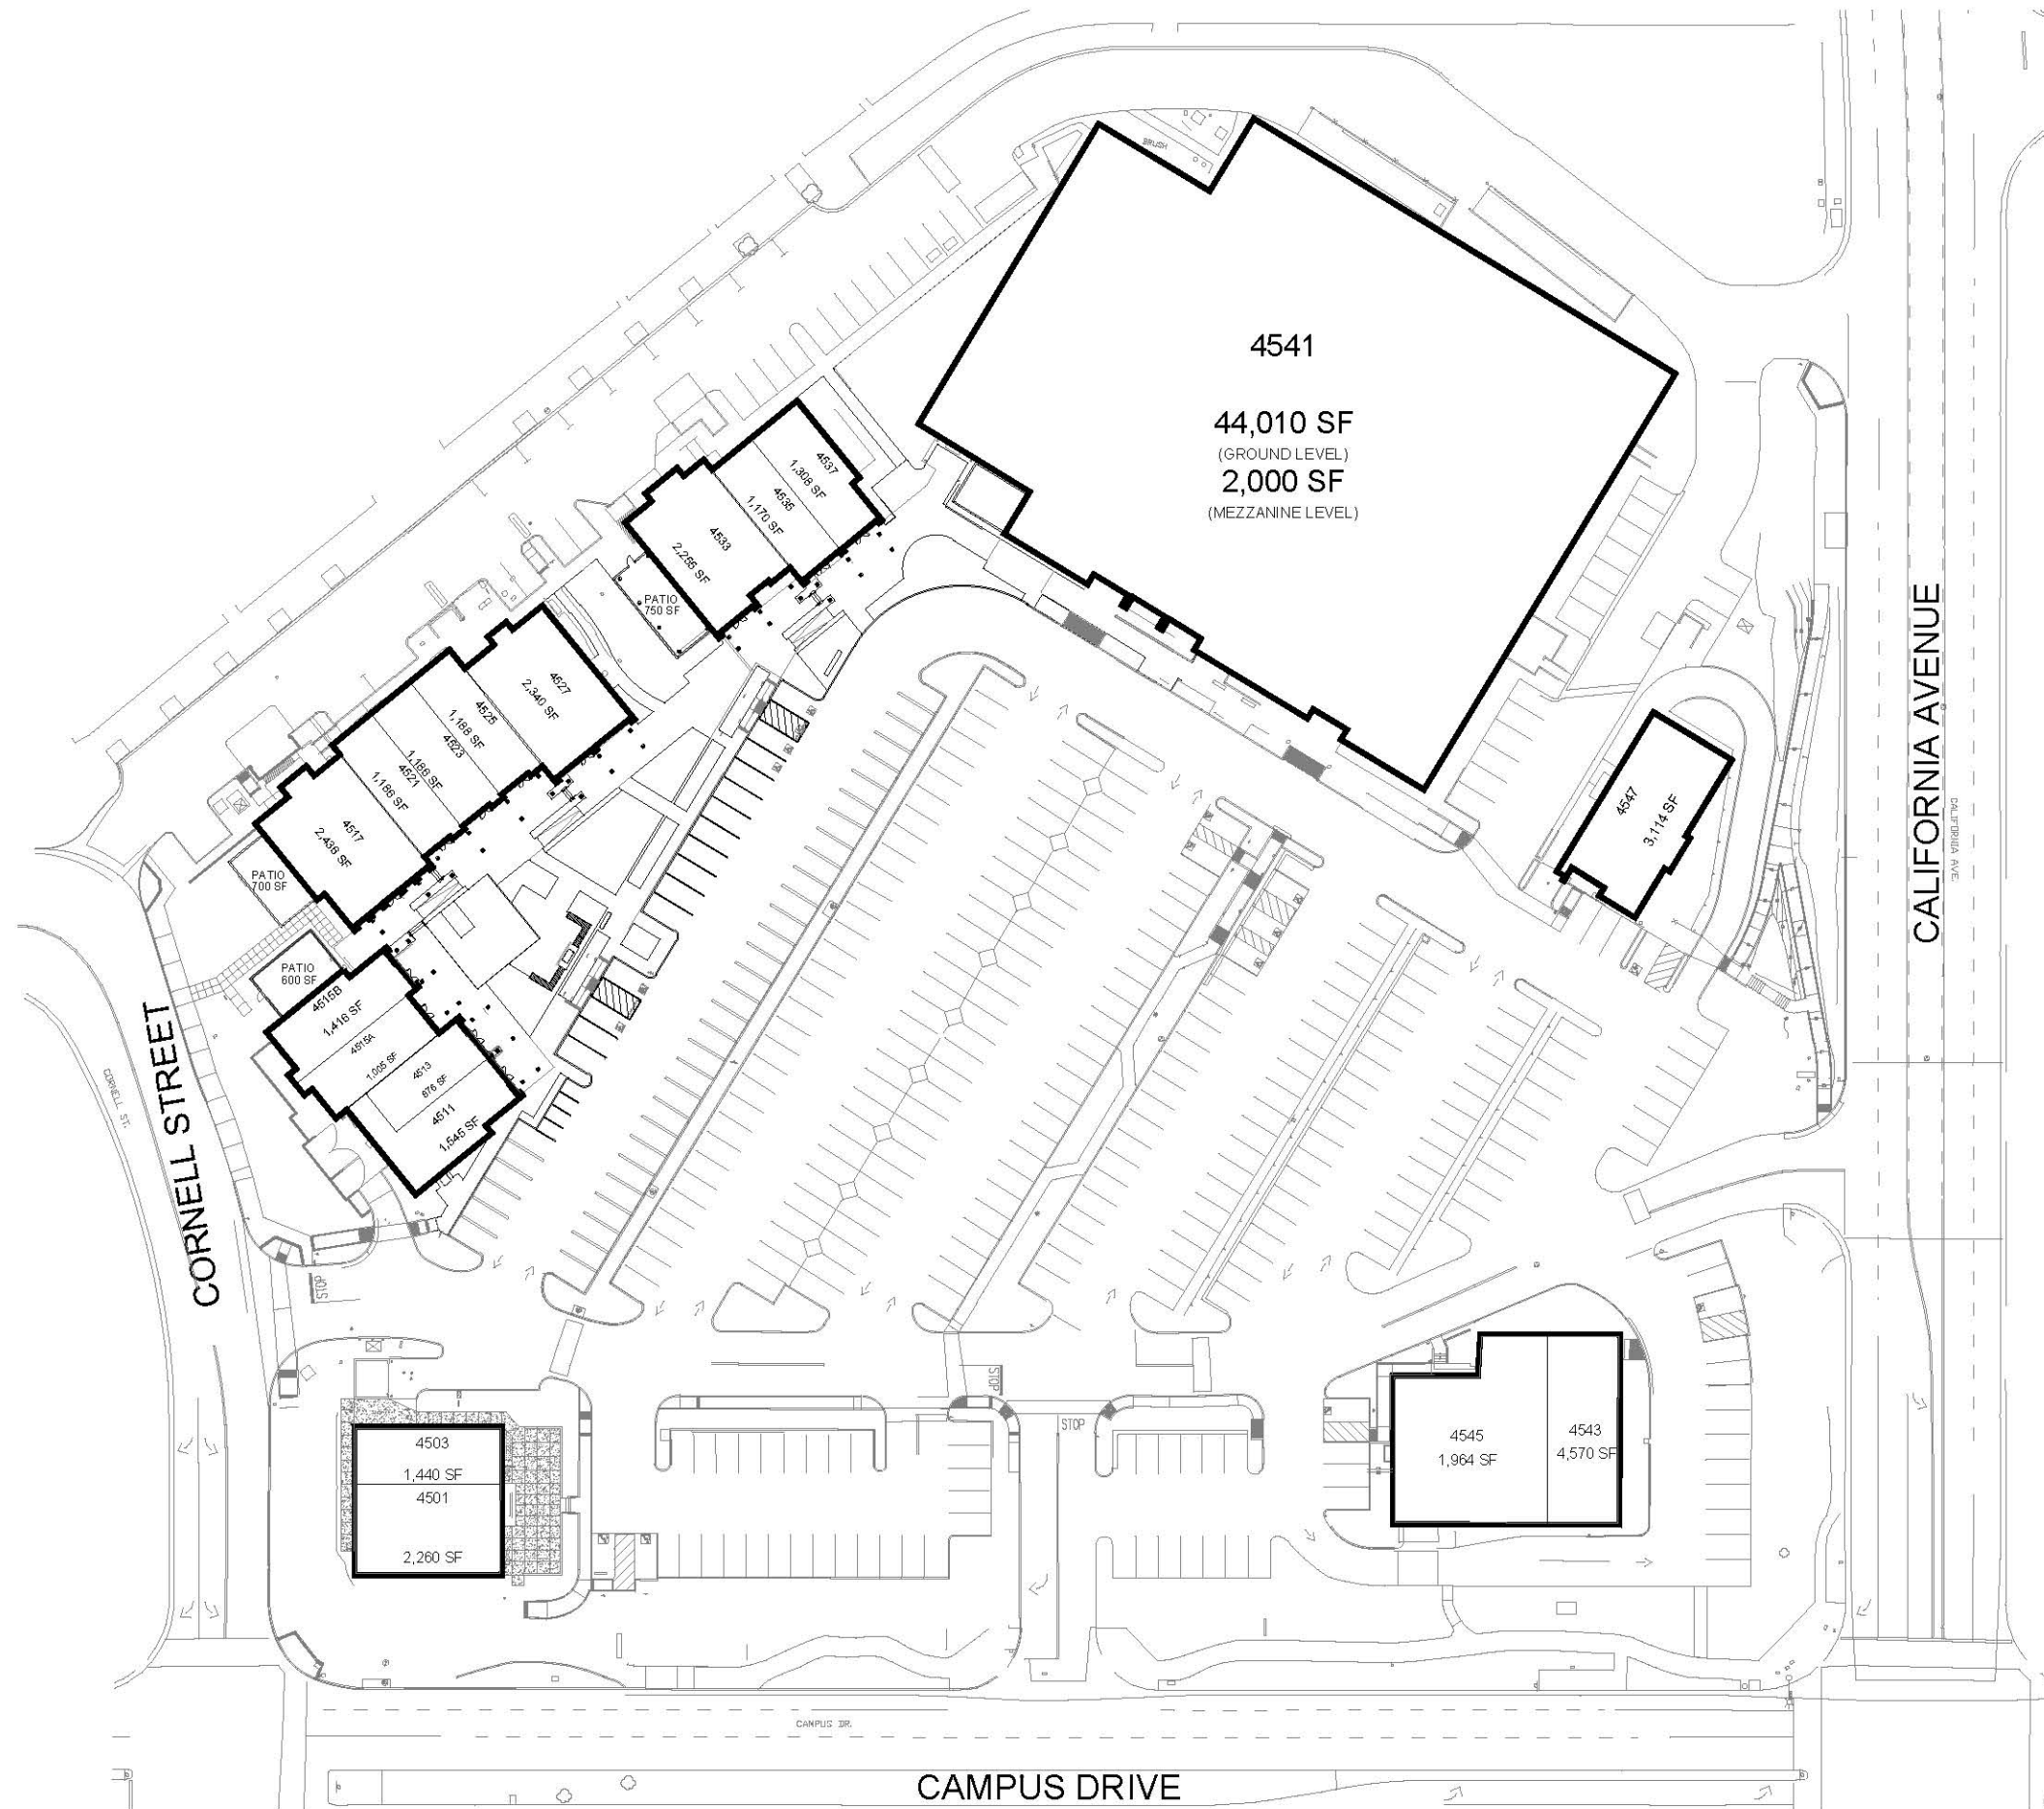 BRUSH
4541
44,010 SF
(GROUND LEVEL)
2,000 SF
(MEZZANINE LEVEL)
4537
1,308 SF
4535
1,170 SF
4533
2,255 SF
PATIO
750 SF
4527
2,340 SF
4525
1,188 SF
4523
1,186 SF
4521
1,186 SF
4517
2,438 SF
PATIO
700 SF
PATIO
600 SF
4515B
1,416 SF
4515A
1,005 SF
4513
876 SF
4511
1,545 SF
4547
3,114 SF
CALIFORNIA AVENUE
CALIFORNIA AVE.
CORNELL STREET
CORNELL ST.
STOP
STOP
STOP
4503
1,440 SF
4501
2,260 SF
4545
1,964 SF
4543
4,570 SF
CAMPUS DR.
CAMPUS DRIVE